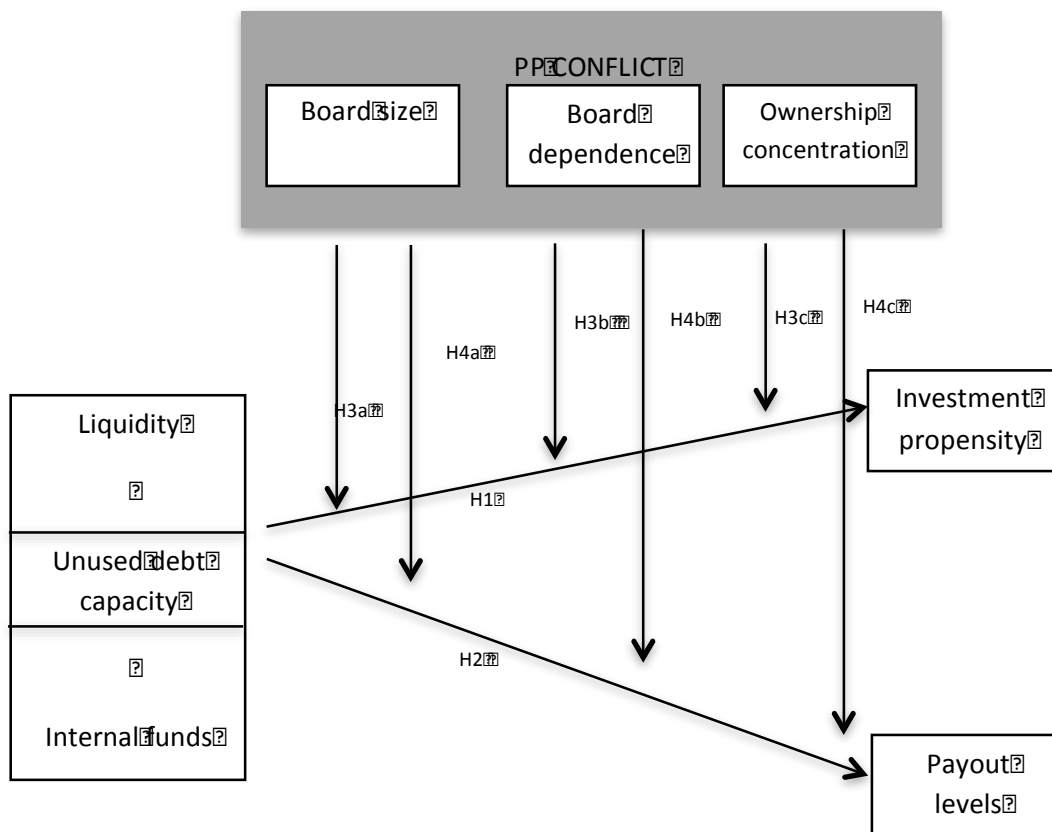 PP⍰CONFLICT⍰
Board⍰size⍰
Board⍰
dependence⍰
Ownership⍰
concentration⍰
H3b⍰⍰
H4b⍰
H3c⍰
H4c⍰
H4a⍰
H3a⍰
Liquidity⍰
⍰
Unused⍰debt⍰
capacity⍰
⍰
Internal⍰funds⍰
Investment⍰
propensity⍰
H1⍰
H2⍰
Payout⍰
levels⍰